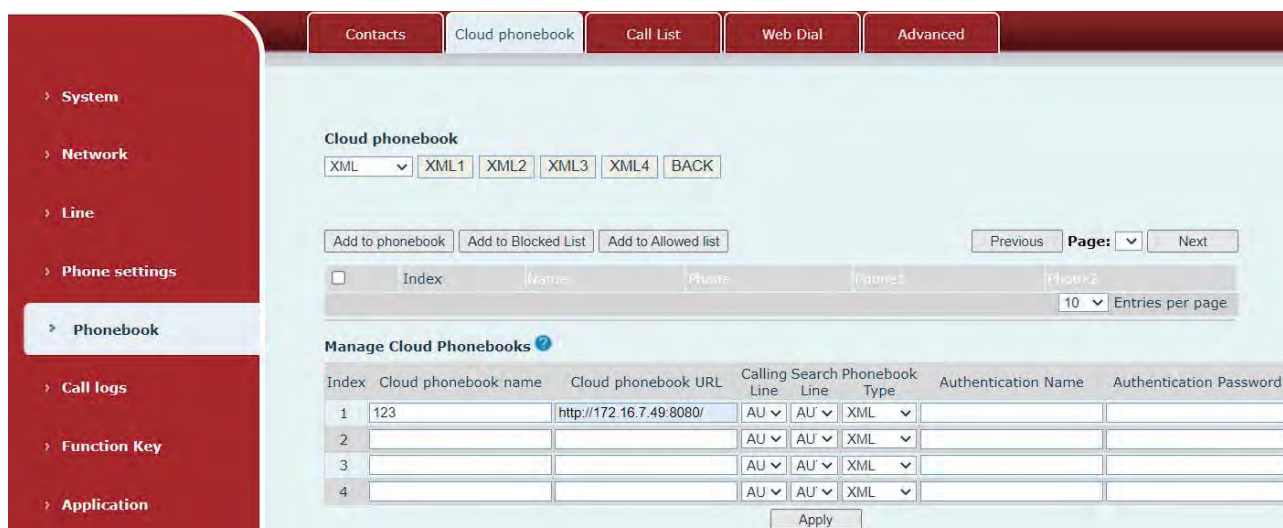 Contacts Cloud phonebook Call List Web Dial Advanced
› System
› Network
› Line
› Phone settings
› Phonebook
› Call logs
› Function Key
› Application
Cloud phonebook
XML XML1 XML2 XML3 XML4 BACK
Add to phonebook Add to Blocked List Add to Allowed list Previous Page: Next
Index Name Phone Phone1 Phone2
10 Entries per page
Manage Cloud Phonebooks ?
Index Cloud phonebook name Cloud phonebook URL Calling Line Search Line Phonebook Type Authentication Name Authentication Password
1 123 http://172.16.7.49:8080/ AU AU XML
2 AU AU XML
3 AU AU XML
4 AU AU XML
Apply